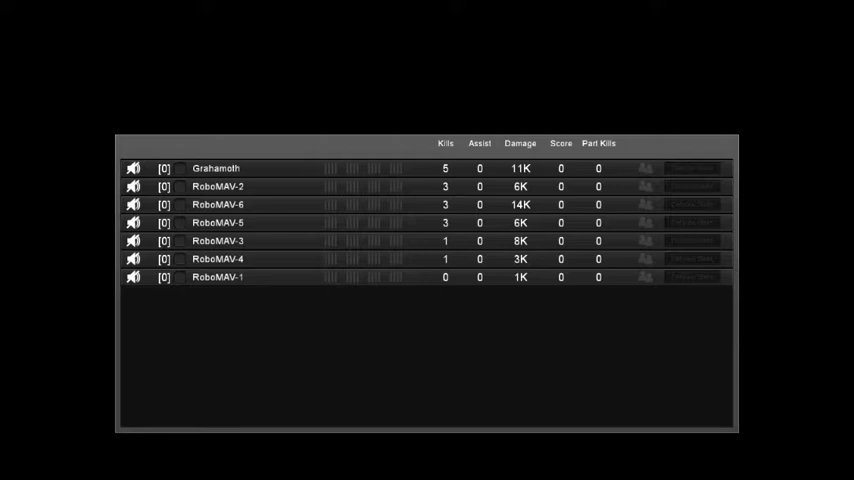 Kills Assist Damage Score Part Kills
[0] Grahamoth 5 0 11K 0 0
[0] RoboMAV-2 3 0 6K 0 0
[0] RoboMAV-6 3 0 14K 0 0
[0] RoboMAV-5 3 0 6K 0 0
[0] RoboMAV-3 1 0 8K 0 0
[0] RoboMAV-4 1 0 3K 0 0
[0] RoboMAV-1 0 0 1K 0 0